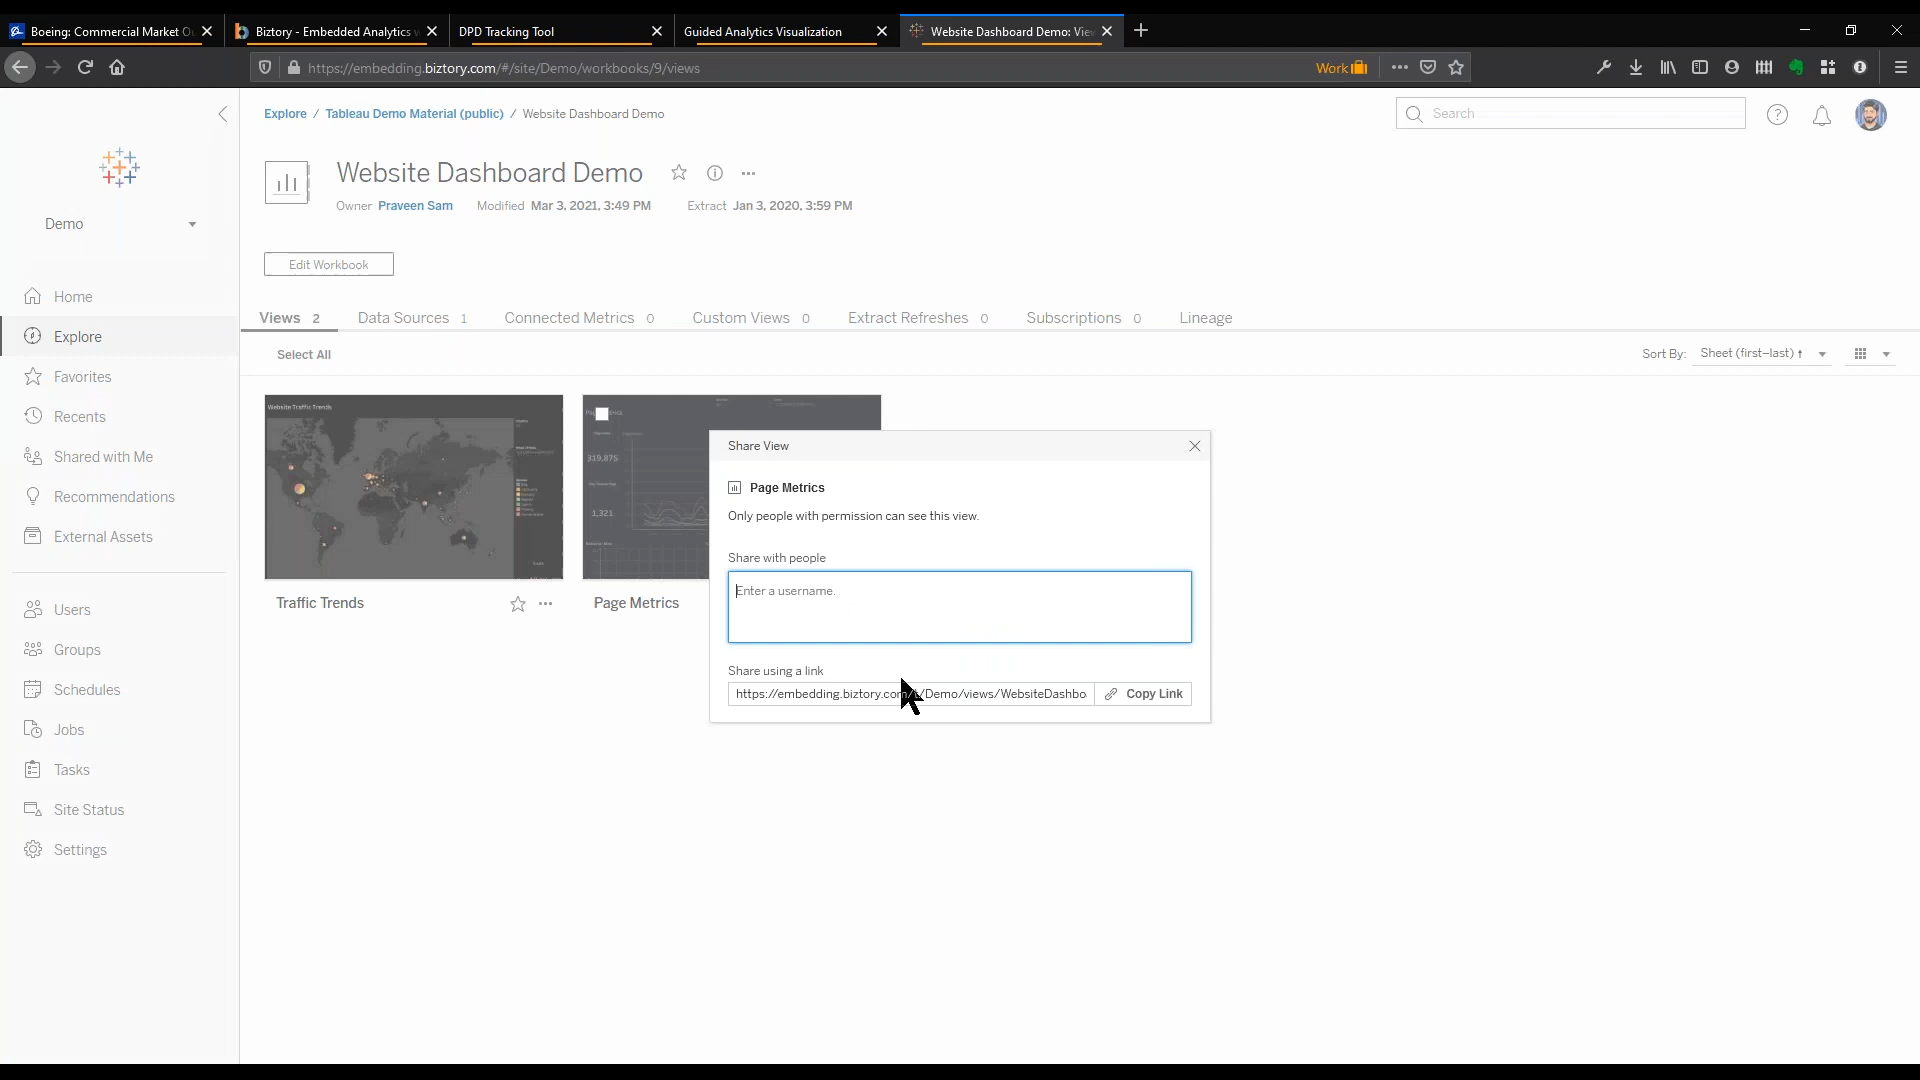 Boeing: Commercial Market O
Biztory - Embedded Analytics
DPD Tracking Tool
Guided Analytics Visualization
Website Dashboard Demo: Vie
https://embedding.biztory.com/#/site/Demo/workbooks/9/views
Work
Explore / Tableau Demo Material (public) / Website Dashboard Demo
Search
Website Dashboard Demo
Owner Praveen Sam Modified Mar 3, 2021, 3:49 PM Extract Jan 3, 2020, 3:59 PM
Demo
Edit Workbook
Home
Explore
Favorites
Recents
Shared with Me
Recommendations
External Assets
Users
Groups
Schedules
Jobs
Tasks
Site Status
Settings
Views 2 Data Sources 1 Connected Metrics 0 Custom Views 0 Extract Refreshes 0 Subscriptions 0 Lineage
Select All
Sort By: Sheet (first–last) ↑
Website Traffic Trends
319,875
1,321
Traffic Trends
Page Metrics
Share View
Page Metrics
Only people with permission can see this view.
Share with people
Enter a username.
Share using a link
https://embedding.biztory.com/t/Demo/views/WebsiteDashbo
Copy Link